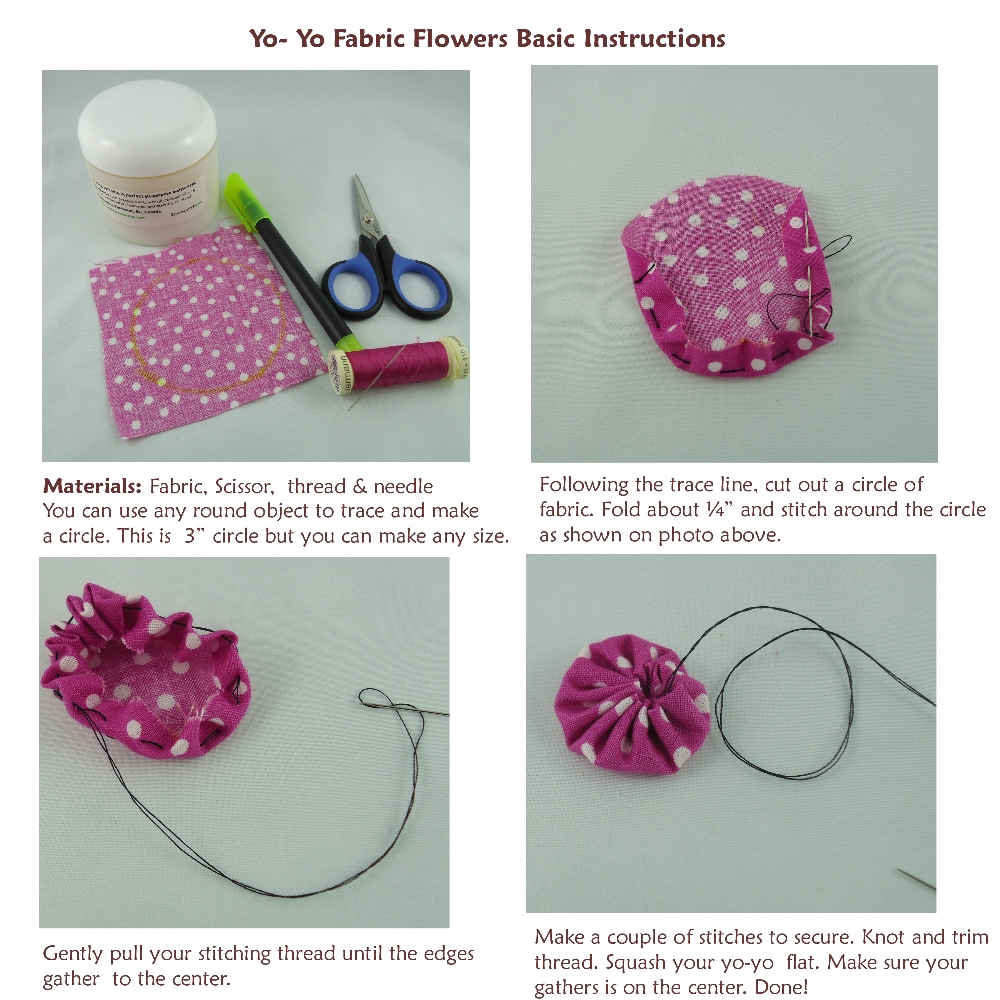 Yo- Yo Fabric Flowers Basic Instructions
Materials: Fabric, Scissor, thread & needle
You can use any round object to trace and make
a circle. This is 3” circle but you can make any size.
Following the trace line, cut out a circle of
fabric. Fold about ¼” and stitch around the circle
as shown on photo above.
Gently pull your stitching thread until the edges
gather to the center.
Make a couple of stitches to secure. Knot and trim
thread. Squash your yo-yo flat. Make sure your
gathers is on the center. Done!